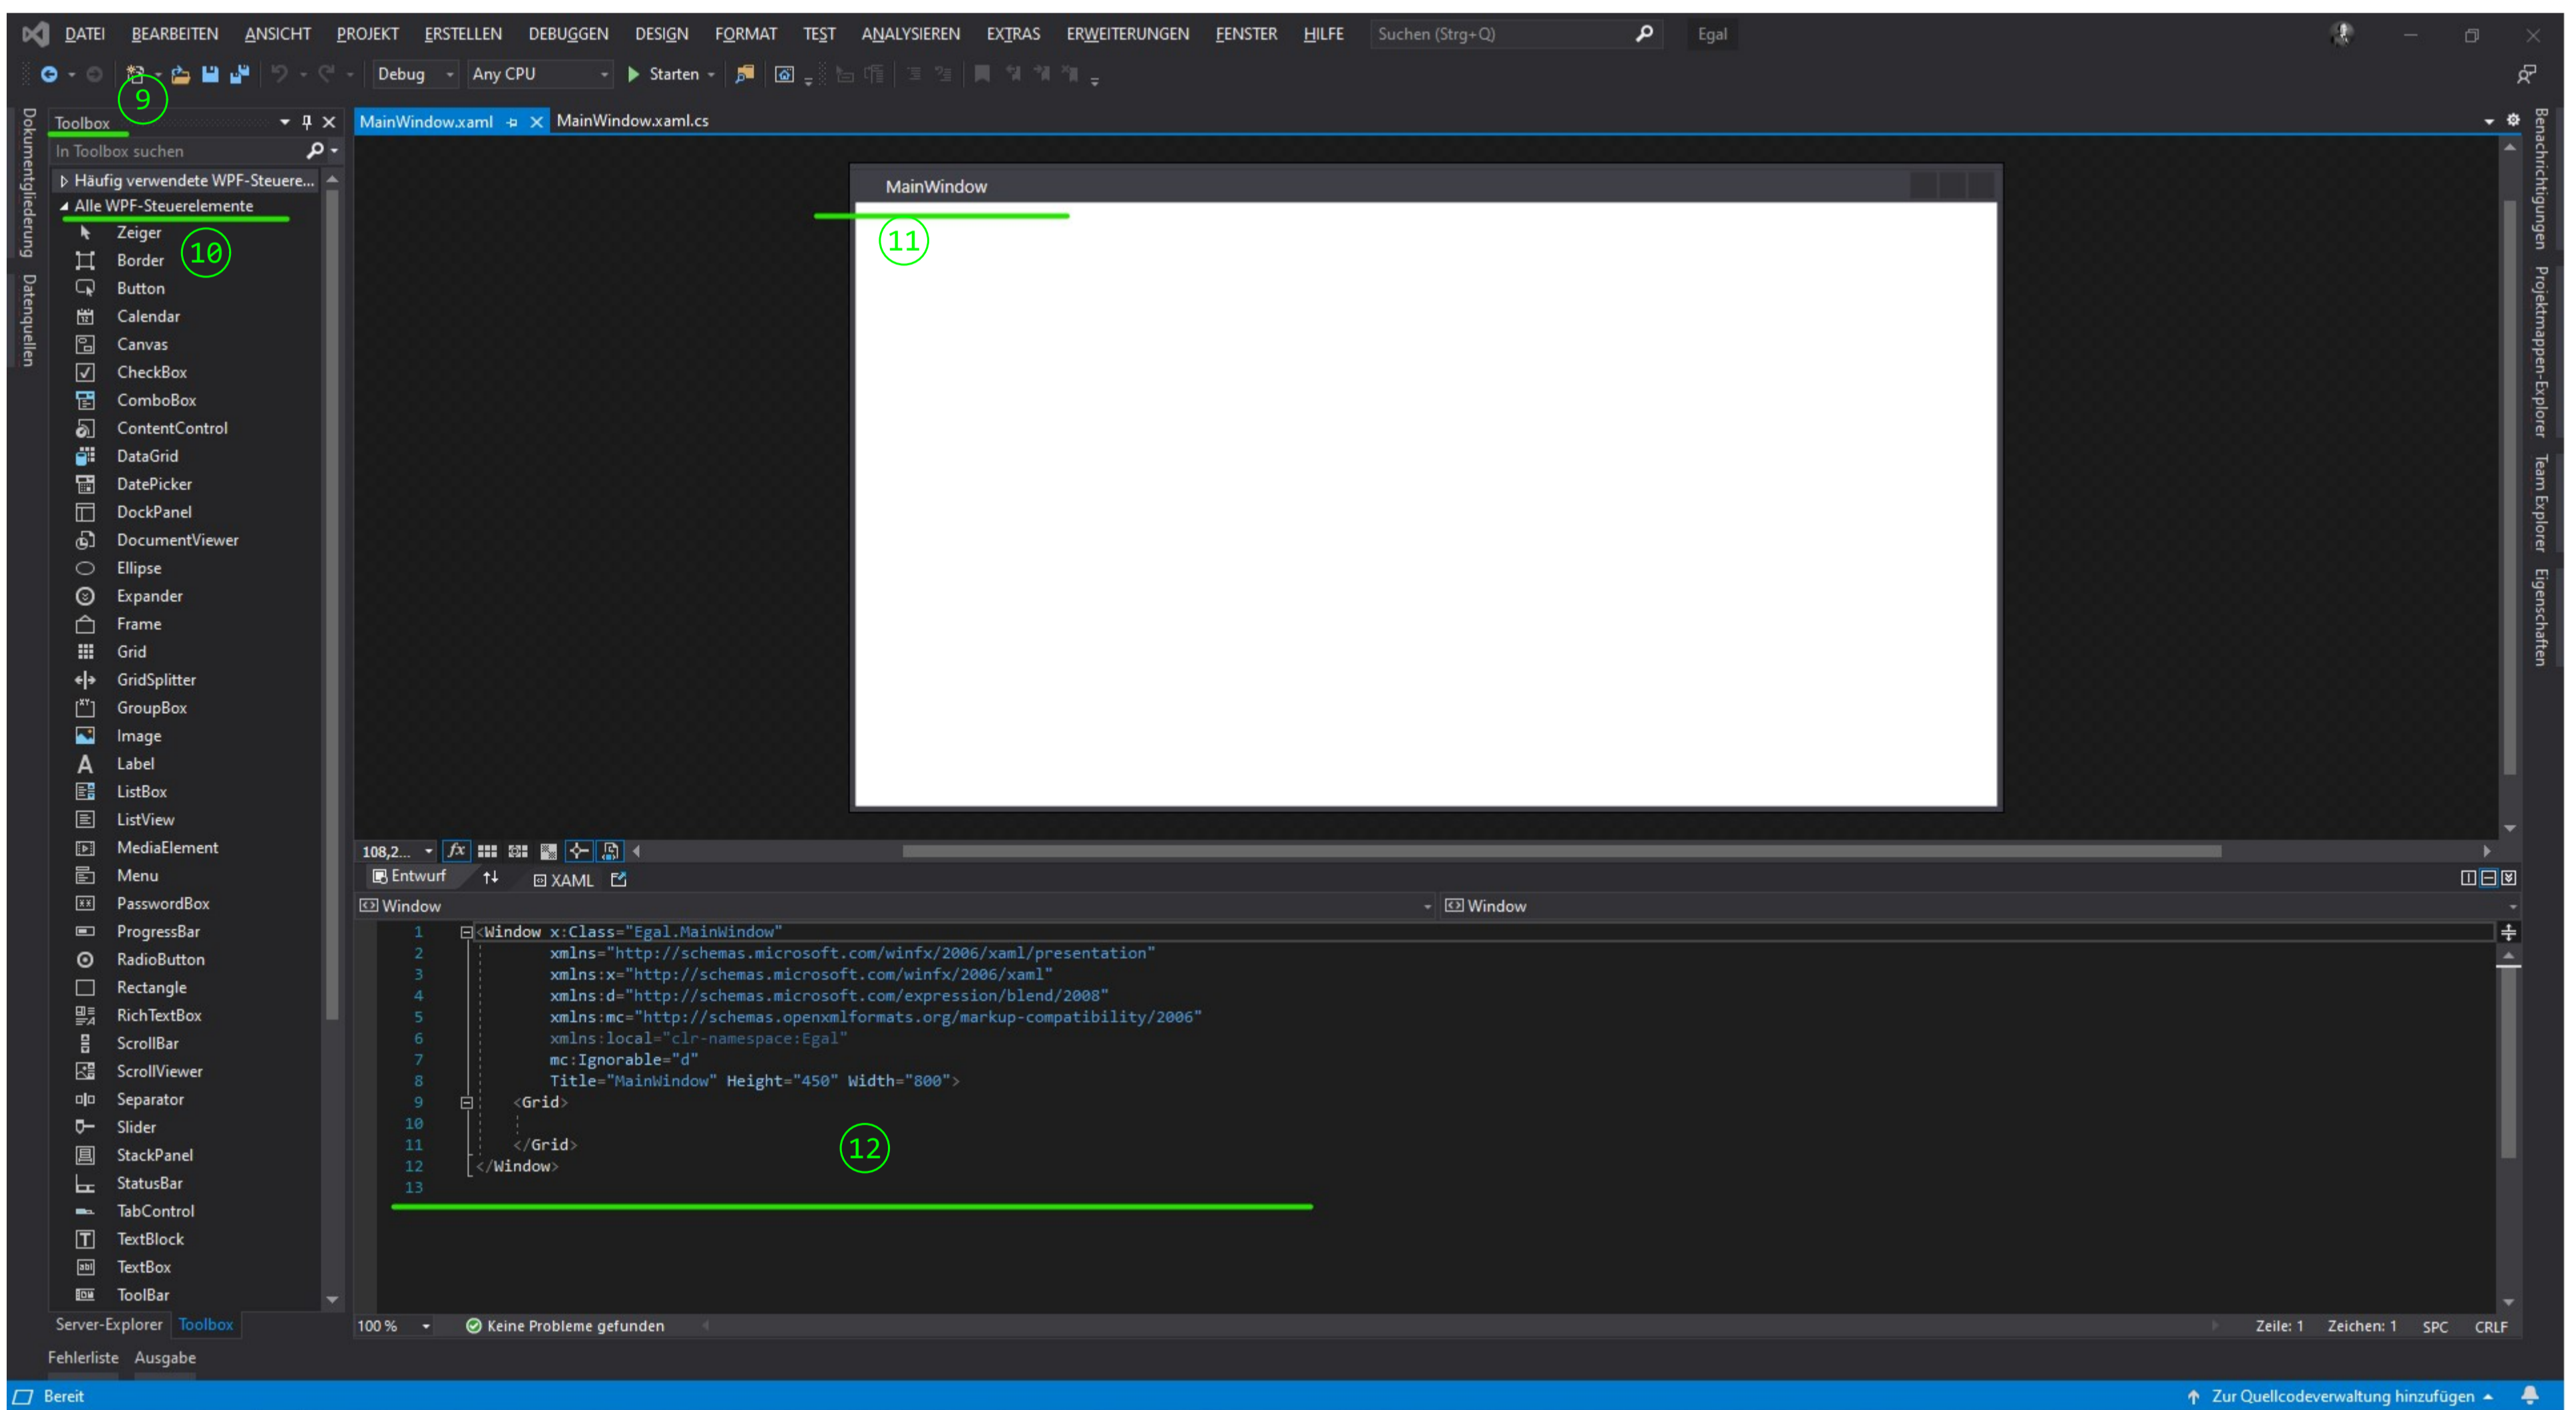 DATEI BEARBEITEN ANSICHT PROJEKT ERSTELLEN DEBUGGEN DESIGN FORMAT TEST ANALYSIEREN EXTRAS ERWEITERUNGEN FENSTER HILFE Suchen (Strg+Q) Egal
Debug Any CPU Starten
9
Dokumentgliederung
Datenquellen
Toolbox
In Toolbox suchen
Häufig verwendete WPF-Steuere...
Alle WPF-Steuerelemente
10
Zeiger
Border
Button
Calendar
Canvas
CheckBox
ComboBox
ContentControl
DataGrid
DatePicker
DockPanel
DocumentViewer
Ellipse
Expander
Frame
Grid
GridSplitter
GroupBox
Image
Label
ListBox
ListView
MediaElement
Menu
PasswordBox
ProgressBar
RadioButton
Rectangle
RichTextBox
ScrollBar
ScrollViewer
Separator
Slider
StackPanel
StatusBar
TabControl
TextBlock
TextBox
ToolBar
Server-Explorer Toolbox
MainWindow.xaml MainWindow.xaml.cs
MainWindow
11
108,2... fx
Entwurf XAML
Window Window
1 <Window x:Class="Egal.MainWindow"
2 xmlns="http://schemas.microsoft.com/winfx/2006/xaml/presentation"
3 xmlns:x="http://schemas.microsoft.com/winfx/2006/xaml"
4 xmlns:d="http://schemas.microsoft.com/expression/blend/2008"
5 xmlns:mc="http://schemas.openxmlformats.org/markup-compatibility/2006"
6 xmlns:local="clr-namespace:Egal"
7 mc:Ignorable="d"
8 Title="MainWindow" Height="450" Width="800">
9 <Grid>
10
11 </Grid>
12 </Window>
13
12
100 % Keine Probleme gefunden Zeile: 1 Zeichen: 1 SPC CRLF
Benachrichtigungen
Projektmappen-Explorer
Team Explorer
Eigenschaften
Fehlerliste Ausgabe
Bereit Zur Quellcodeverwaltung hinzufügen